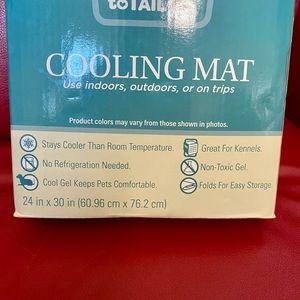 toTAIL
COOLING MAT
Use indoors, outdoors, or on trips
Product colors may vary from those shown in photos.
Stays Cooler Than Room Temperature.
Great For Kennels.
No Refrigeration Needed.
Non-Toxic Gel.
Cool Gel Keeps Pets Comfortable.
Folds For Easy Storage.
24 in x 30 in (60.96 cm x 76.2 cm)